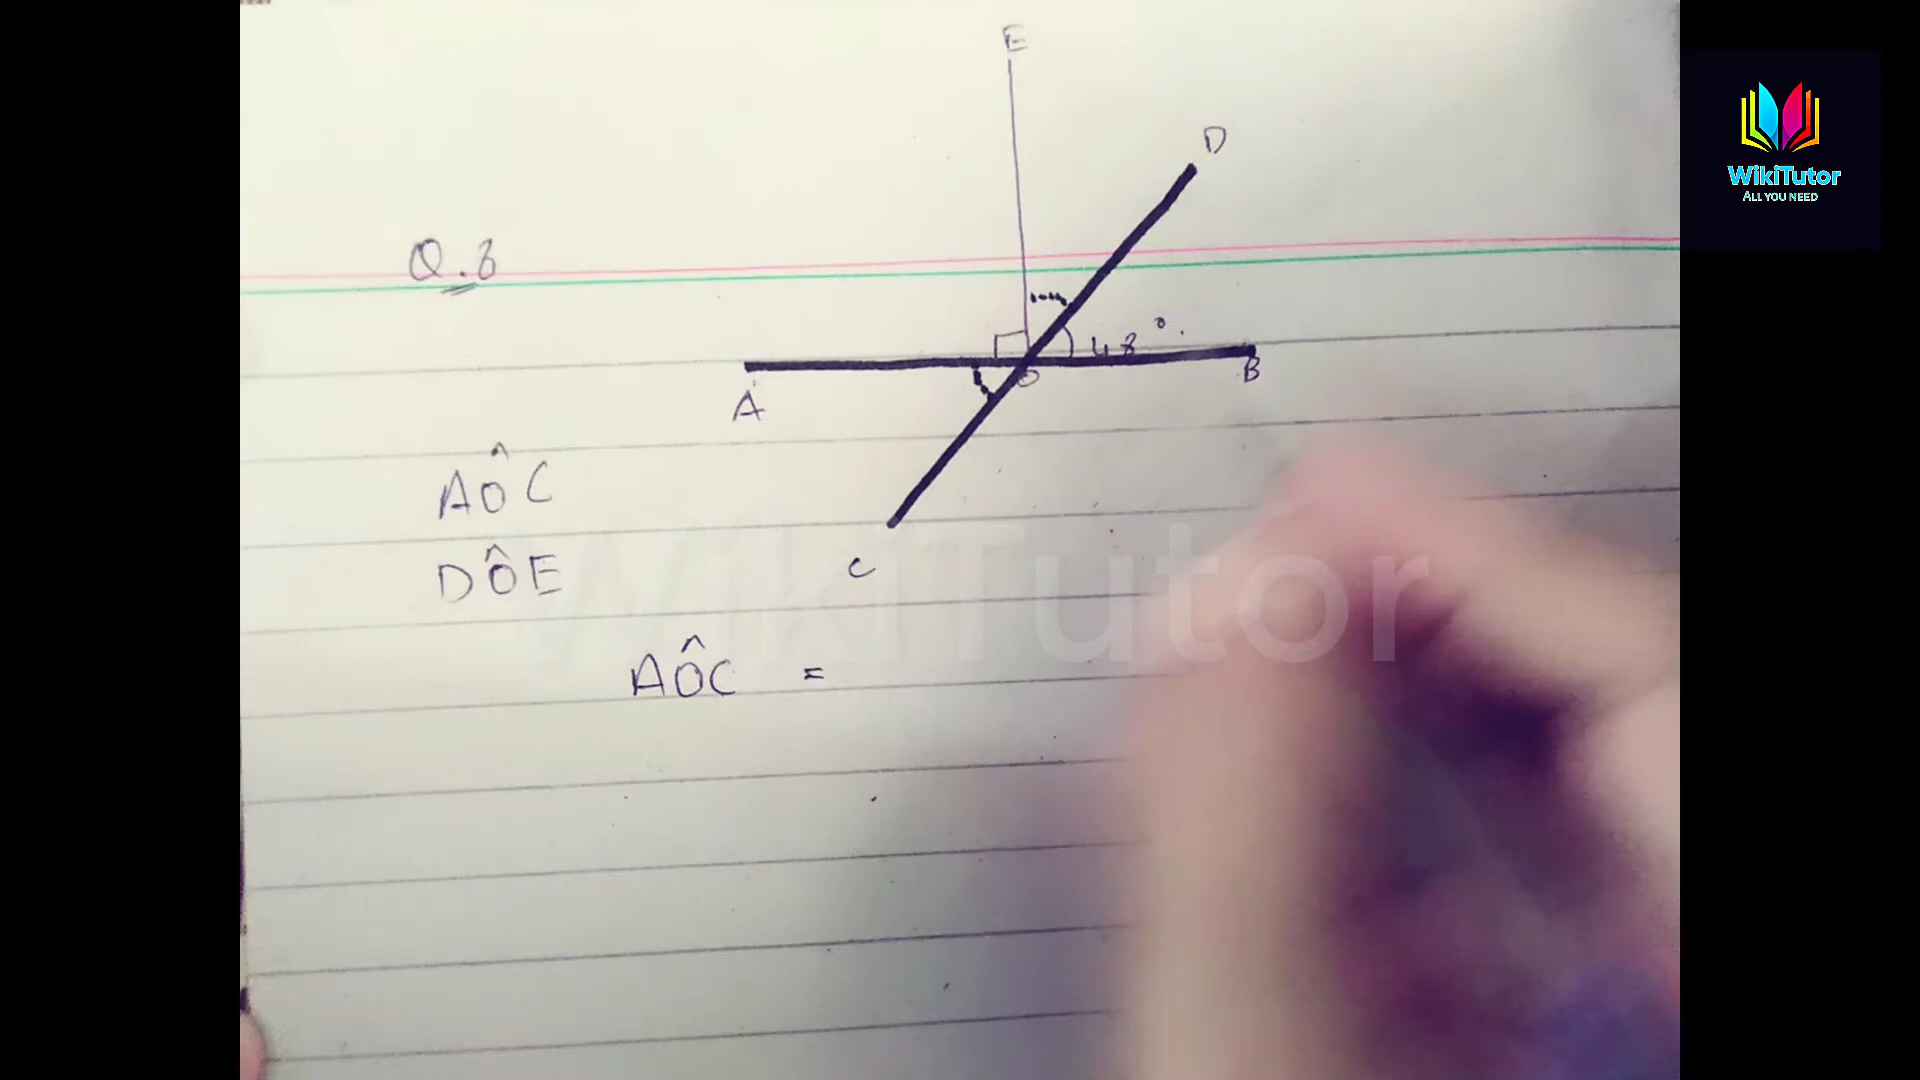 E
D
Q.8
48°.
A
O
B
AÔC
C
DÔE
AÔC =
WikiTutor
WikiTutor
ALL YOU NEED